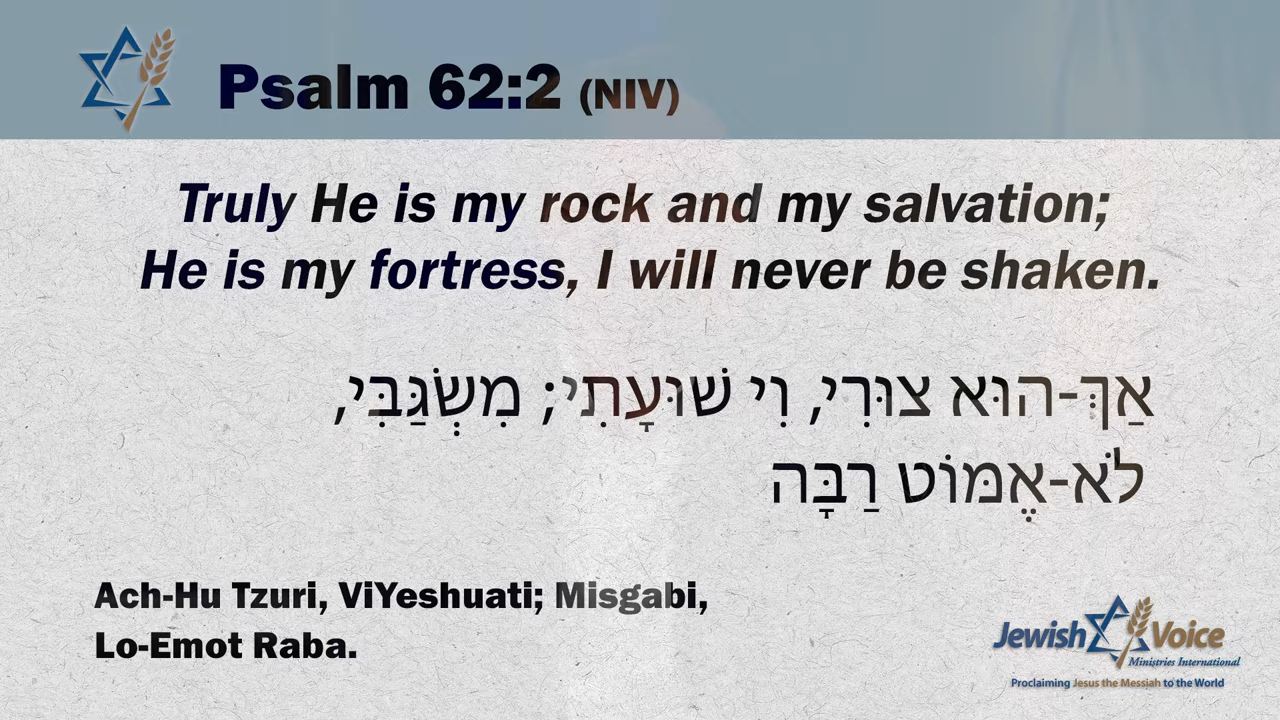 Psalm 62:2 (NIV)
Truly He is my rock and my salvation;
He is my fortress, I will never be shaken.
אַךְ-הוּא צוּרִי, וִי שׁוּעָתִי; מִשְׂגַּבִּי,
לֹא-אֶמּוֹט רַבָּה
Ach-Hu Tzuri, ViYeshuati; Misgabi,
Lo-Emot Raba.
Jewish Voice
Ministries International
Proclaiming Jesus the Messiah to the World